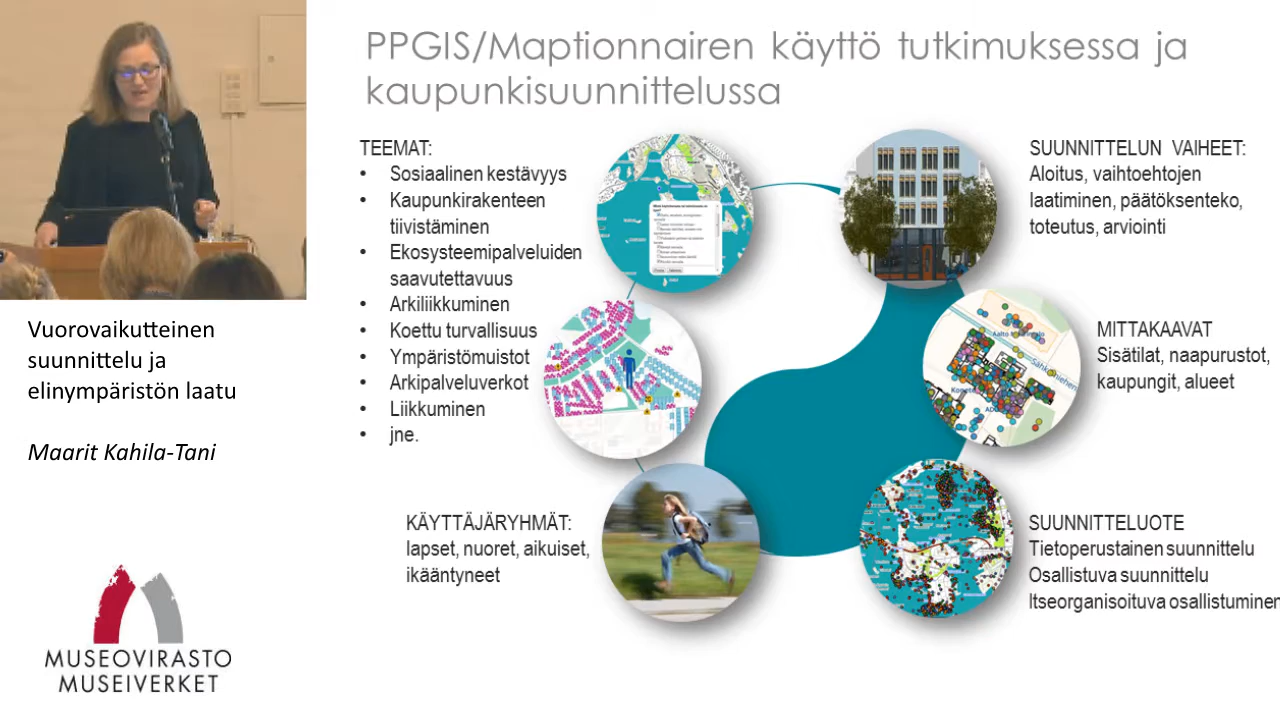 PPGIS/Maptionnairen käyttö tutkimuksessa ja
kaupunkisuunnittelussa
TEEMAT:
• Sosiaalinen kestävyys
• Kaupunkirakenteen
tiivistäminen
• Ekosysteemipalveluiden
saavutettavuus
• Arkiliikkuminen
• Koettu turvallisuus
• Ympäristömuistot
• Arkipalveluverkot
• Liikkuminen
• jne.
SUUNNITTELUN VAIHEET:
Aloitus, vaihtoehtojen
laatiminen, päätöksenteko,
toteutus, arviointi
MITTAKAAVAT
Sisätilat, naapurustot,
kaupungit, alueet
KÄYTTÄJÄRYHMÄT:
lapset, nuoret, aikuiset,
ikääntyneet
SUUNNITTELUOTE
Tietoperustainen suunnittelu
Osallistuva suunnittelu
Itseorganisoituva osallistuminen
Vuorovaikutteinen
suunnittelu ja
elinympäristön laatu
Maarit Kahila-Tani
MUSEOVIRASTO
MUSEIVERKET